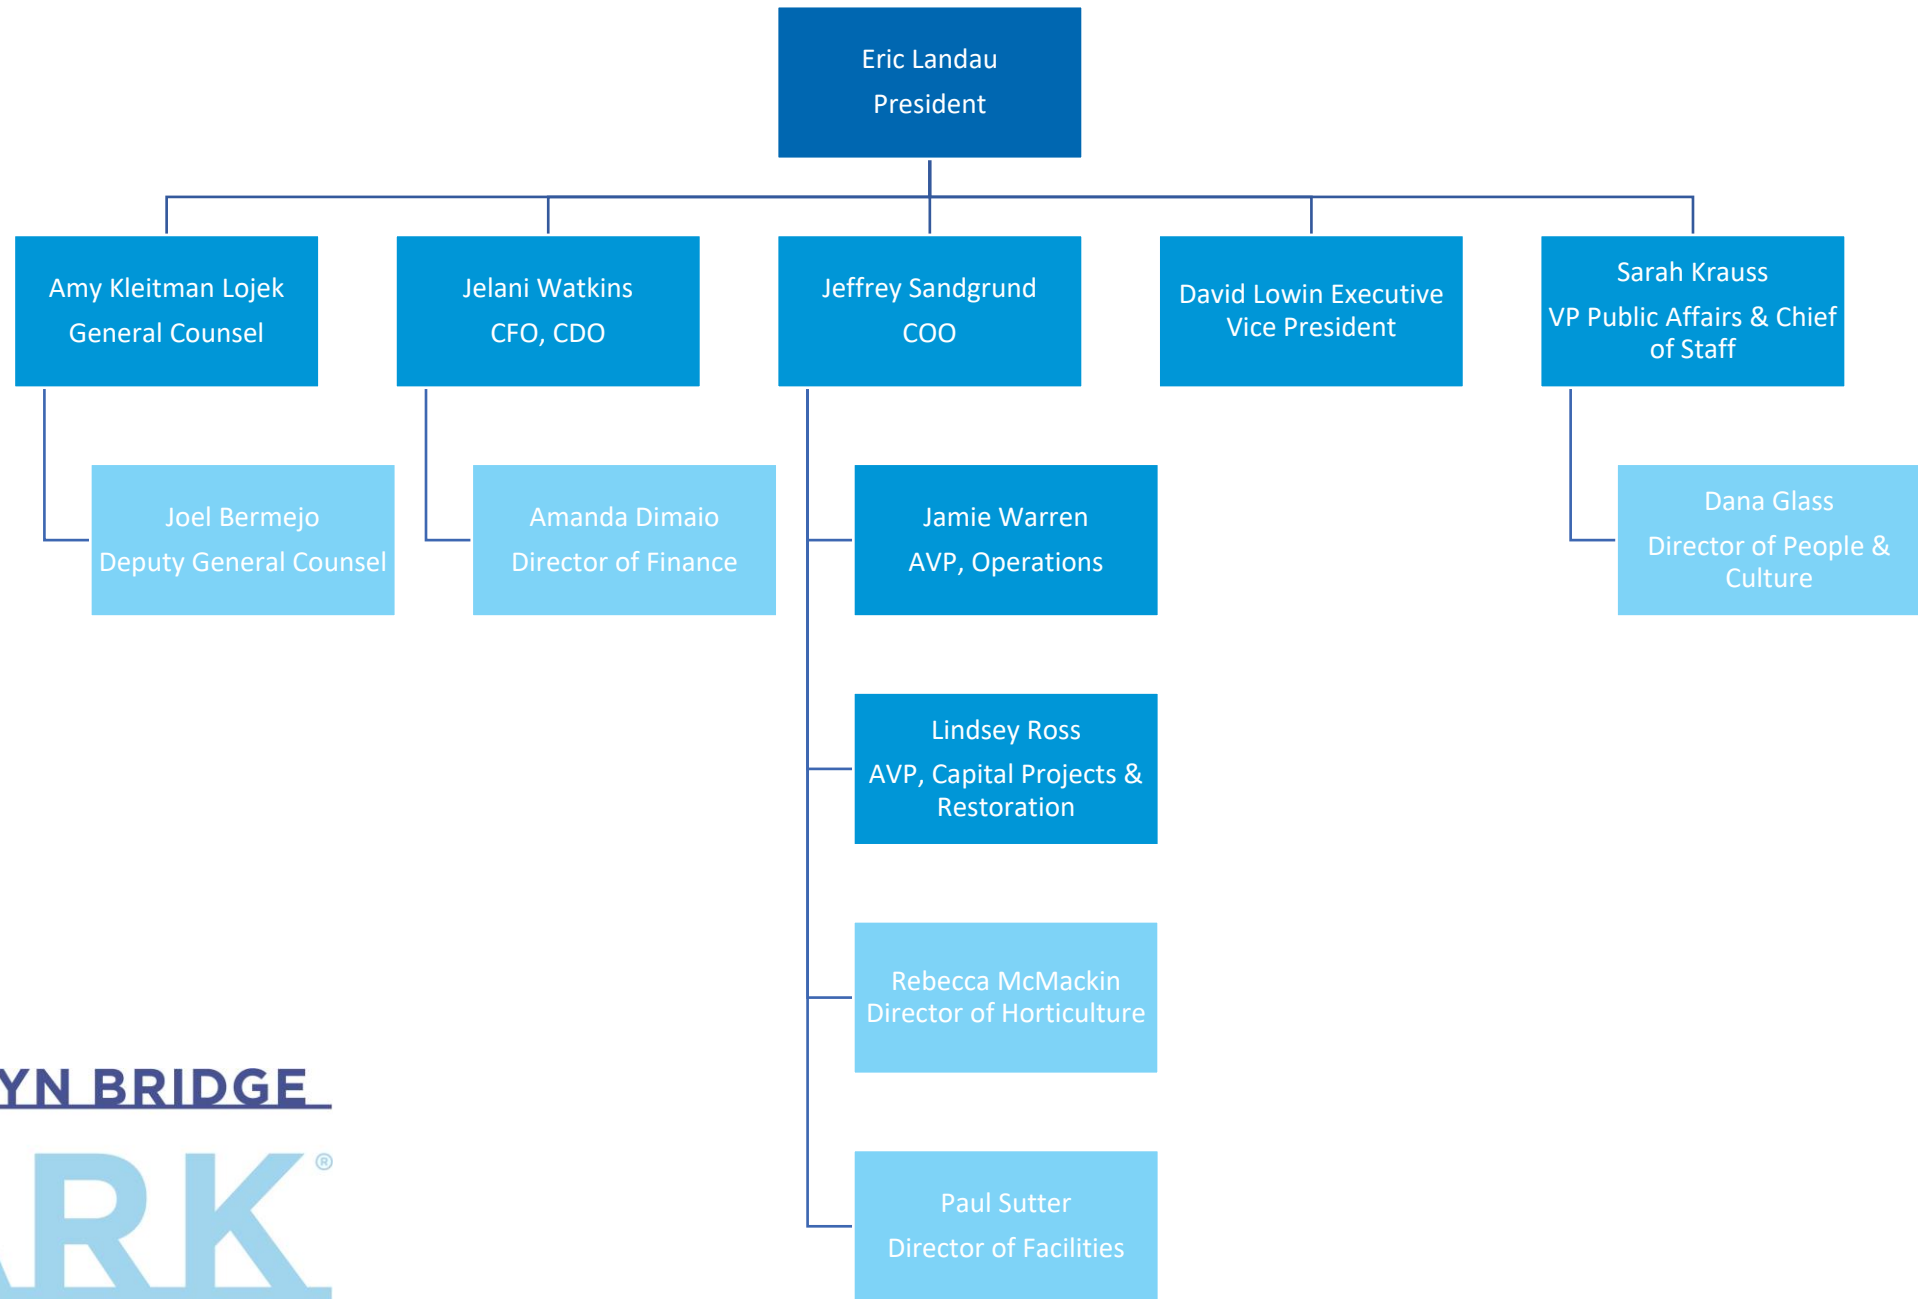 Eric Landau
President
Amy Kleitman Lojek
General Counsel
Jelani Watkins
CFO, CDO
Jeffrey Sandgrund
COO
David Lowin Executive
Vice President
Sarah Krauss
VP Public Affairs & Chief
of Staff
Joel Bermejo
Deputy General Counsel
Amanda Dimaio
Director of Finance
Jamie Warren
AVP, Operations
Dana Glass
Director of People &
Culture
Lindsey Ross
AVP, Capital Projects &
Restoration
Rebecca McMackin
Director of Horticulture
Paul Sutter
Director of Facilities
YN BRIDGE
ARK®